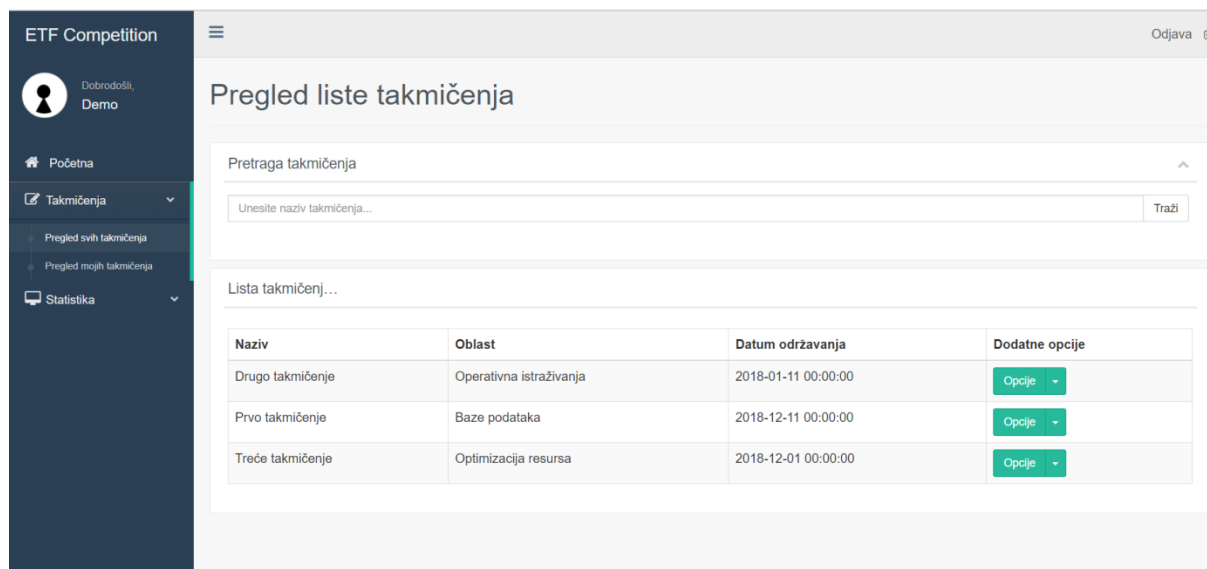 ETF Competition
Odjava
Dobrodošli,
Demo
Početna
Takmičenja
Pregled svih takmičenja
Pregled mojih takmičenja
Statistika
Pregled liste takmičenja
Pretraga takmičenja
Unesite naziv takmičenja... Traži
Lista takmičenj...
Naziv Oblast Datum održavanja Dodatne opcije
Drugo takmičenje Operativna istraživanja 2018-01-11 00:00:00 Opcije
Prvo takmičenje Baze podataka 2018-12-11 00:00:00 Opcije
Treće takmičenje Optimizacija resursa 2018-12-01 00:00:00 Opcije